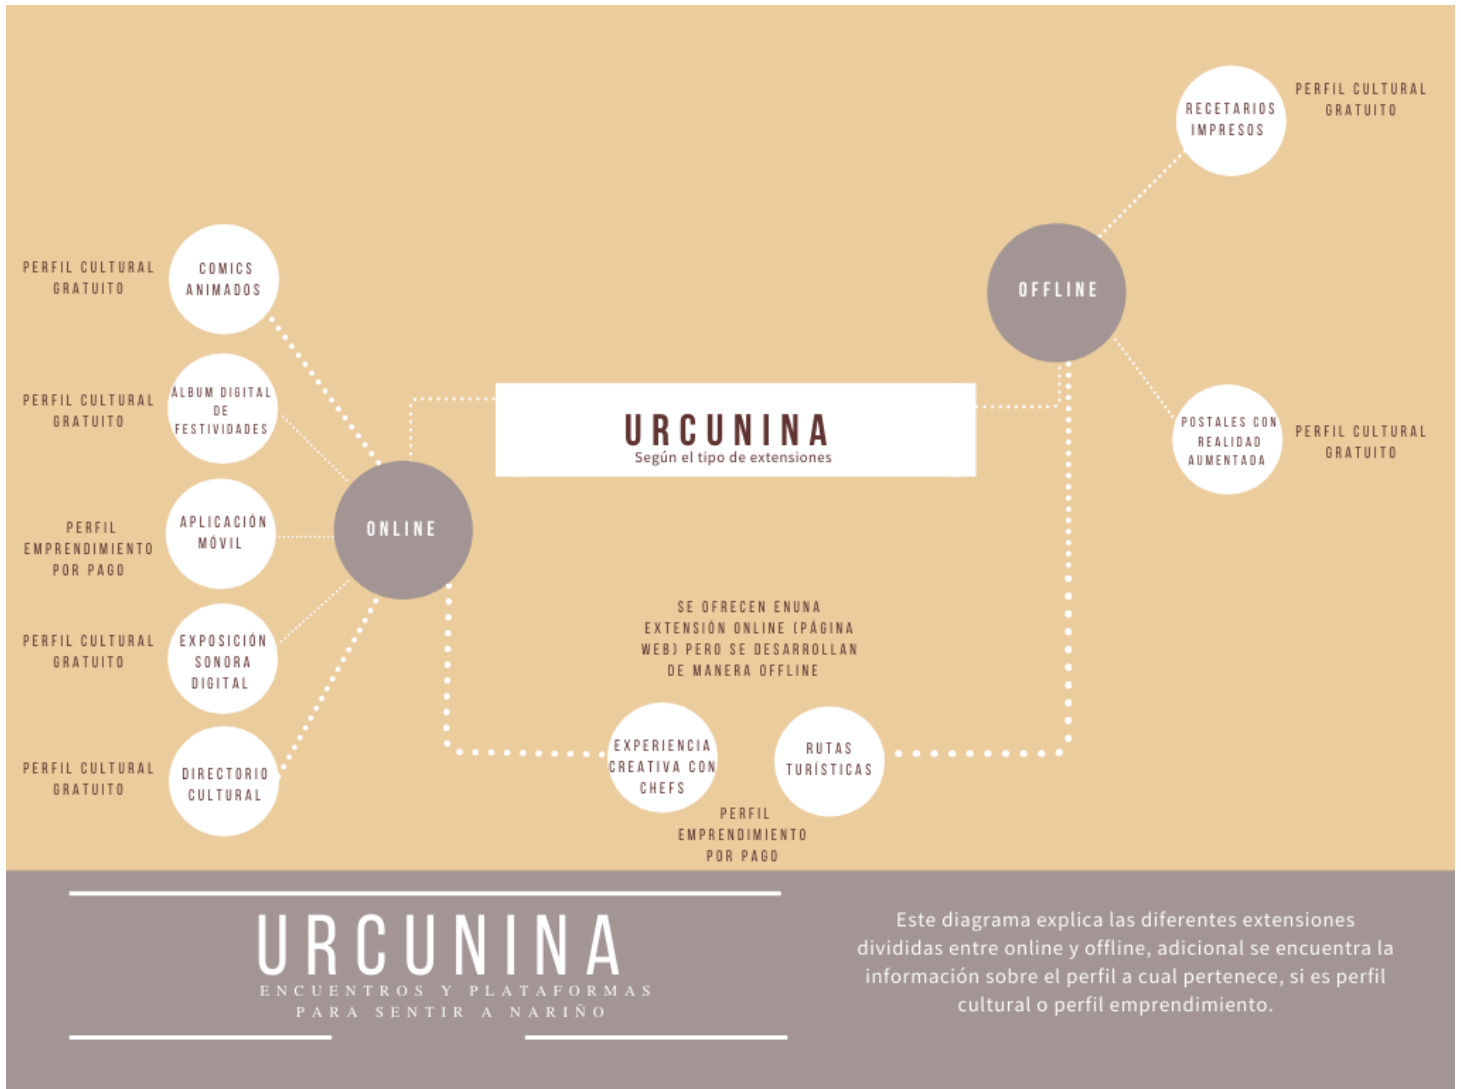 RECETARIOS
IMPRESOS
PERFIL CULTURAL
GRATUITO
OFFLINE
POSTALES CON
REALIDAD
AUMENTADA
PERFIL CULTURAL
GRATUITO
URCUNINA
Según el tipo de extensiones
PERFIL CULTURAL
GRATUITO
COMICS
ANIMADOS
PERFIL CULTURAL
GRATUITO
ÁLBUM DIGITAL
DE
FESTIVIDADES
ONLINE
PERFIL
EMPRENDIMIENTO
POR PAGO
APLICACIÓN
MÓVIL
PERFIL CULTURAL
GRATUITO
EXPOSICIÓN
SONORA
DIGITAL
PERFIL CULTURAL
GRATUITO
DIRECTORIO
CULTURAL
SE OFRECEN ENUNA
EXTENSIÓN ONLINE (PÁGINA
WEB) PERO SE DESARROLLAN
DE MANERA OFFLINE
EXPERIENCIA
CREATIVA CON
CHEFS
RUTAS
TURÍSTICAS
PERFIL
EMPRENDIMIENTO
POR PAGO
URCUNINA
ENCUENTROS Y PLATAFORMAS
PARA SENTIR A NARIÑO
Este diagrama explica las diferentes extensiones
divididas entre online y offline, adicional se encuentra la
información sobre el perfil a cual pertenece, si es perfil
cultural o perfil emprendimiento.